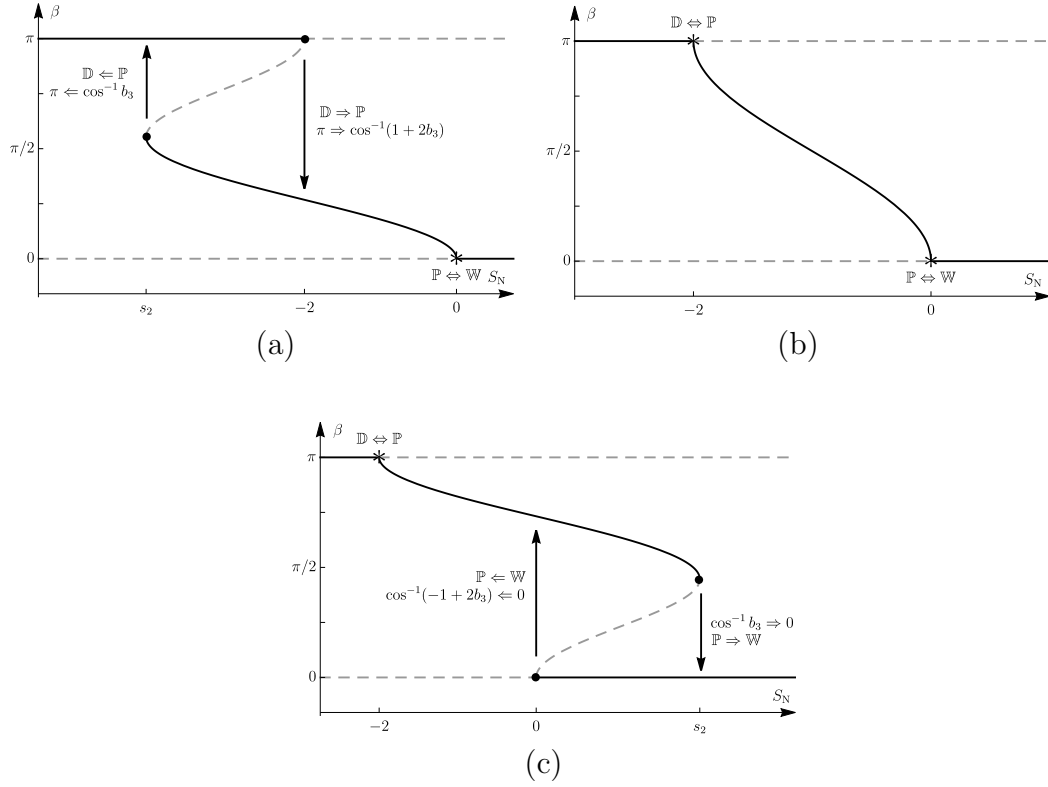 β
π
𝔻 ⇐ ℙ
π ⇐ cos⁻¹ b₃
𝔻 ⇒ ℙ
π ⇒ cos⁻¹(1 + 2b₃)
π/2
0
ℙ ⇔ 𝕎 S_N
s₂ −2 0
(a)
β
𝔻 ⇔ ℙ
π
π/2
0
ℙ ⇔ 𝕎 S_N
−2 0
(b)
β
𝔻 ⇔ ℙ
π
π/2
ℙ ⇐ 𝕎
cos⁻¹(−1 + 2b₃) ⇐ 0
cos⁻¹ b₃ ⇒ 0
ℙ ⇒ 𝕎
0
S_N
−2 0 s₂
(c)